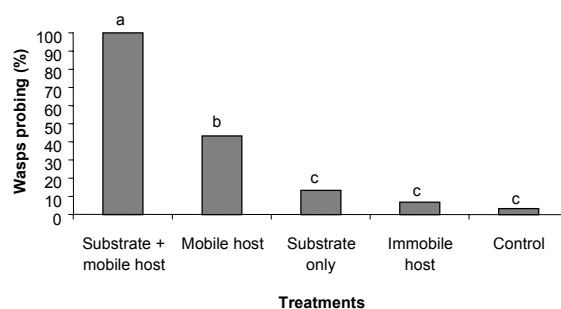 a
100
90
80
70
60
50
40
30
20
10
0
Wasps probing (%)
b
c
c
c
Substrate + mobile host
Mobile host
Substrate only
Immobile host
Control
Treatments